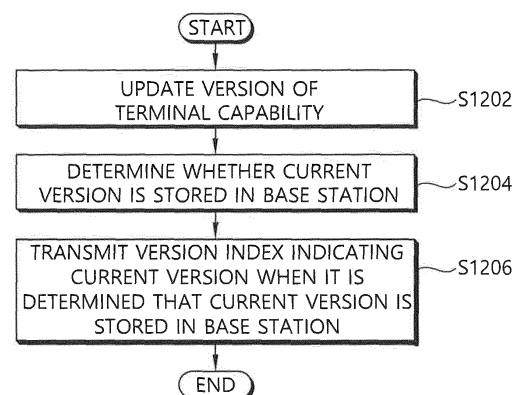 START
UPDATE VERSION OF
TERMINAL CAPABILITY
S1202
DETERMINE WHETHER CURRENT
VERSION IS STORED IN BASE STATION
S1204
TRANSMIT VERSION INDEX INDICATING
CURRENT VERSION WHEN IT IS
DETERMINED THAT CURRENT VERSION IS
STORED IN BASE STATION
S1206
END